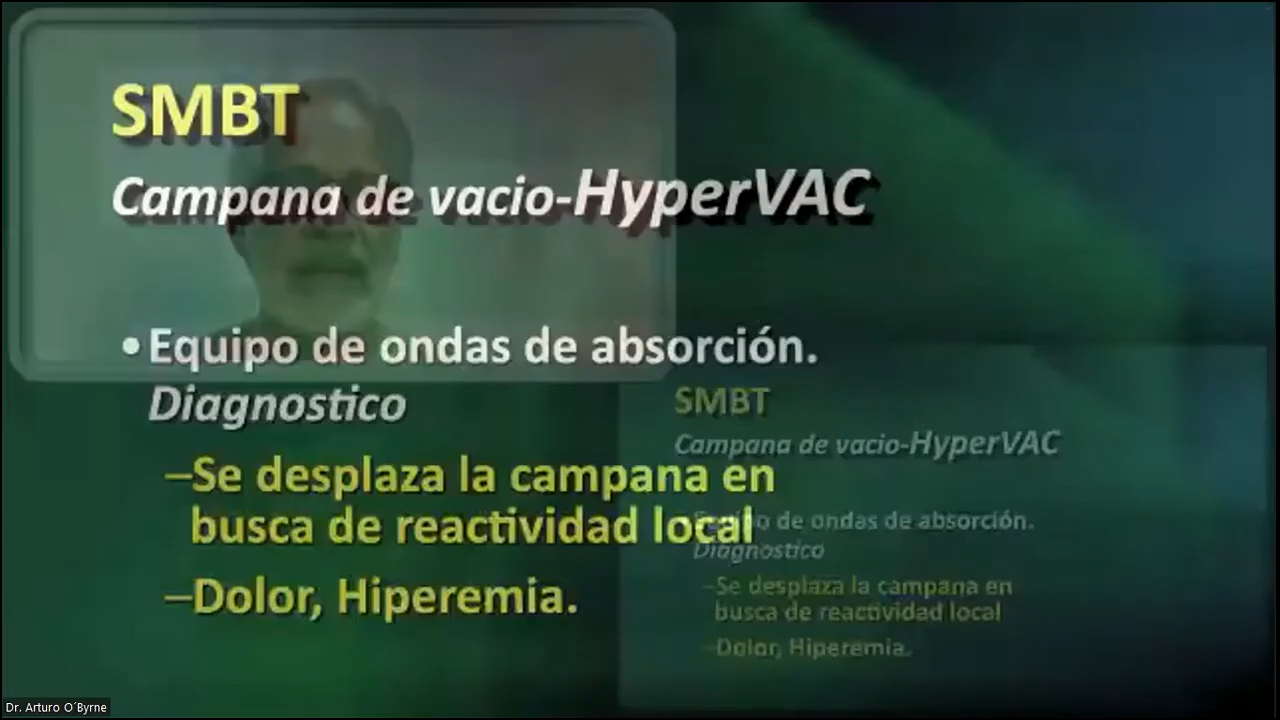 SMBT
Campana de vacio-HyperVAC
•Equipo de ondas de absorción.
Diagnostico
–Se desplaza la campana en
busca de reactividad local
–Dolor, Hiperemia.
SMBT
Campana de vacio-HyperVAC
de ondas de absorción.
Diagnostico
–Se desplaza la campana en
busca de reactividad local
–Dolor, Hiperemia.
Dr. Arturo O´Byrne